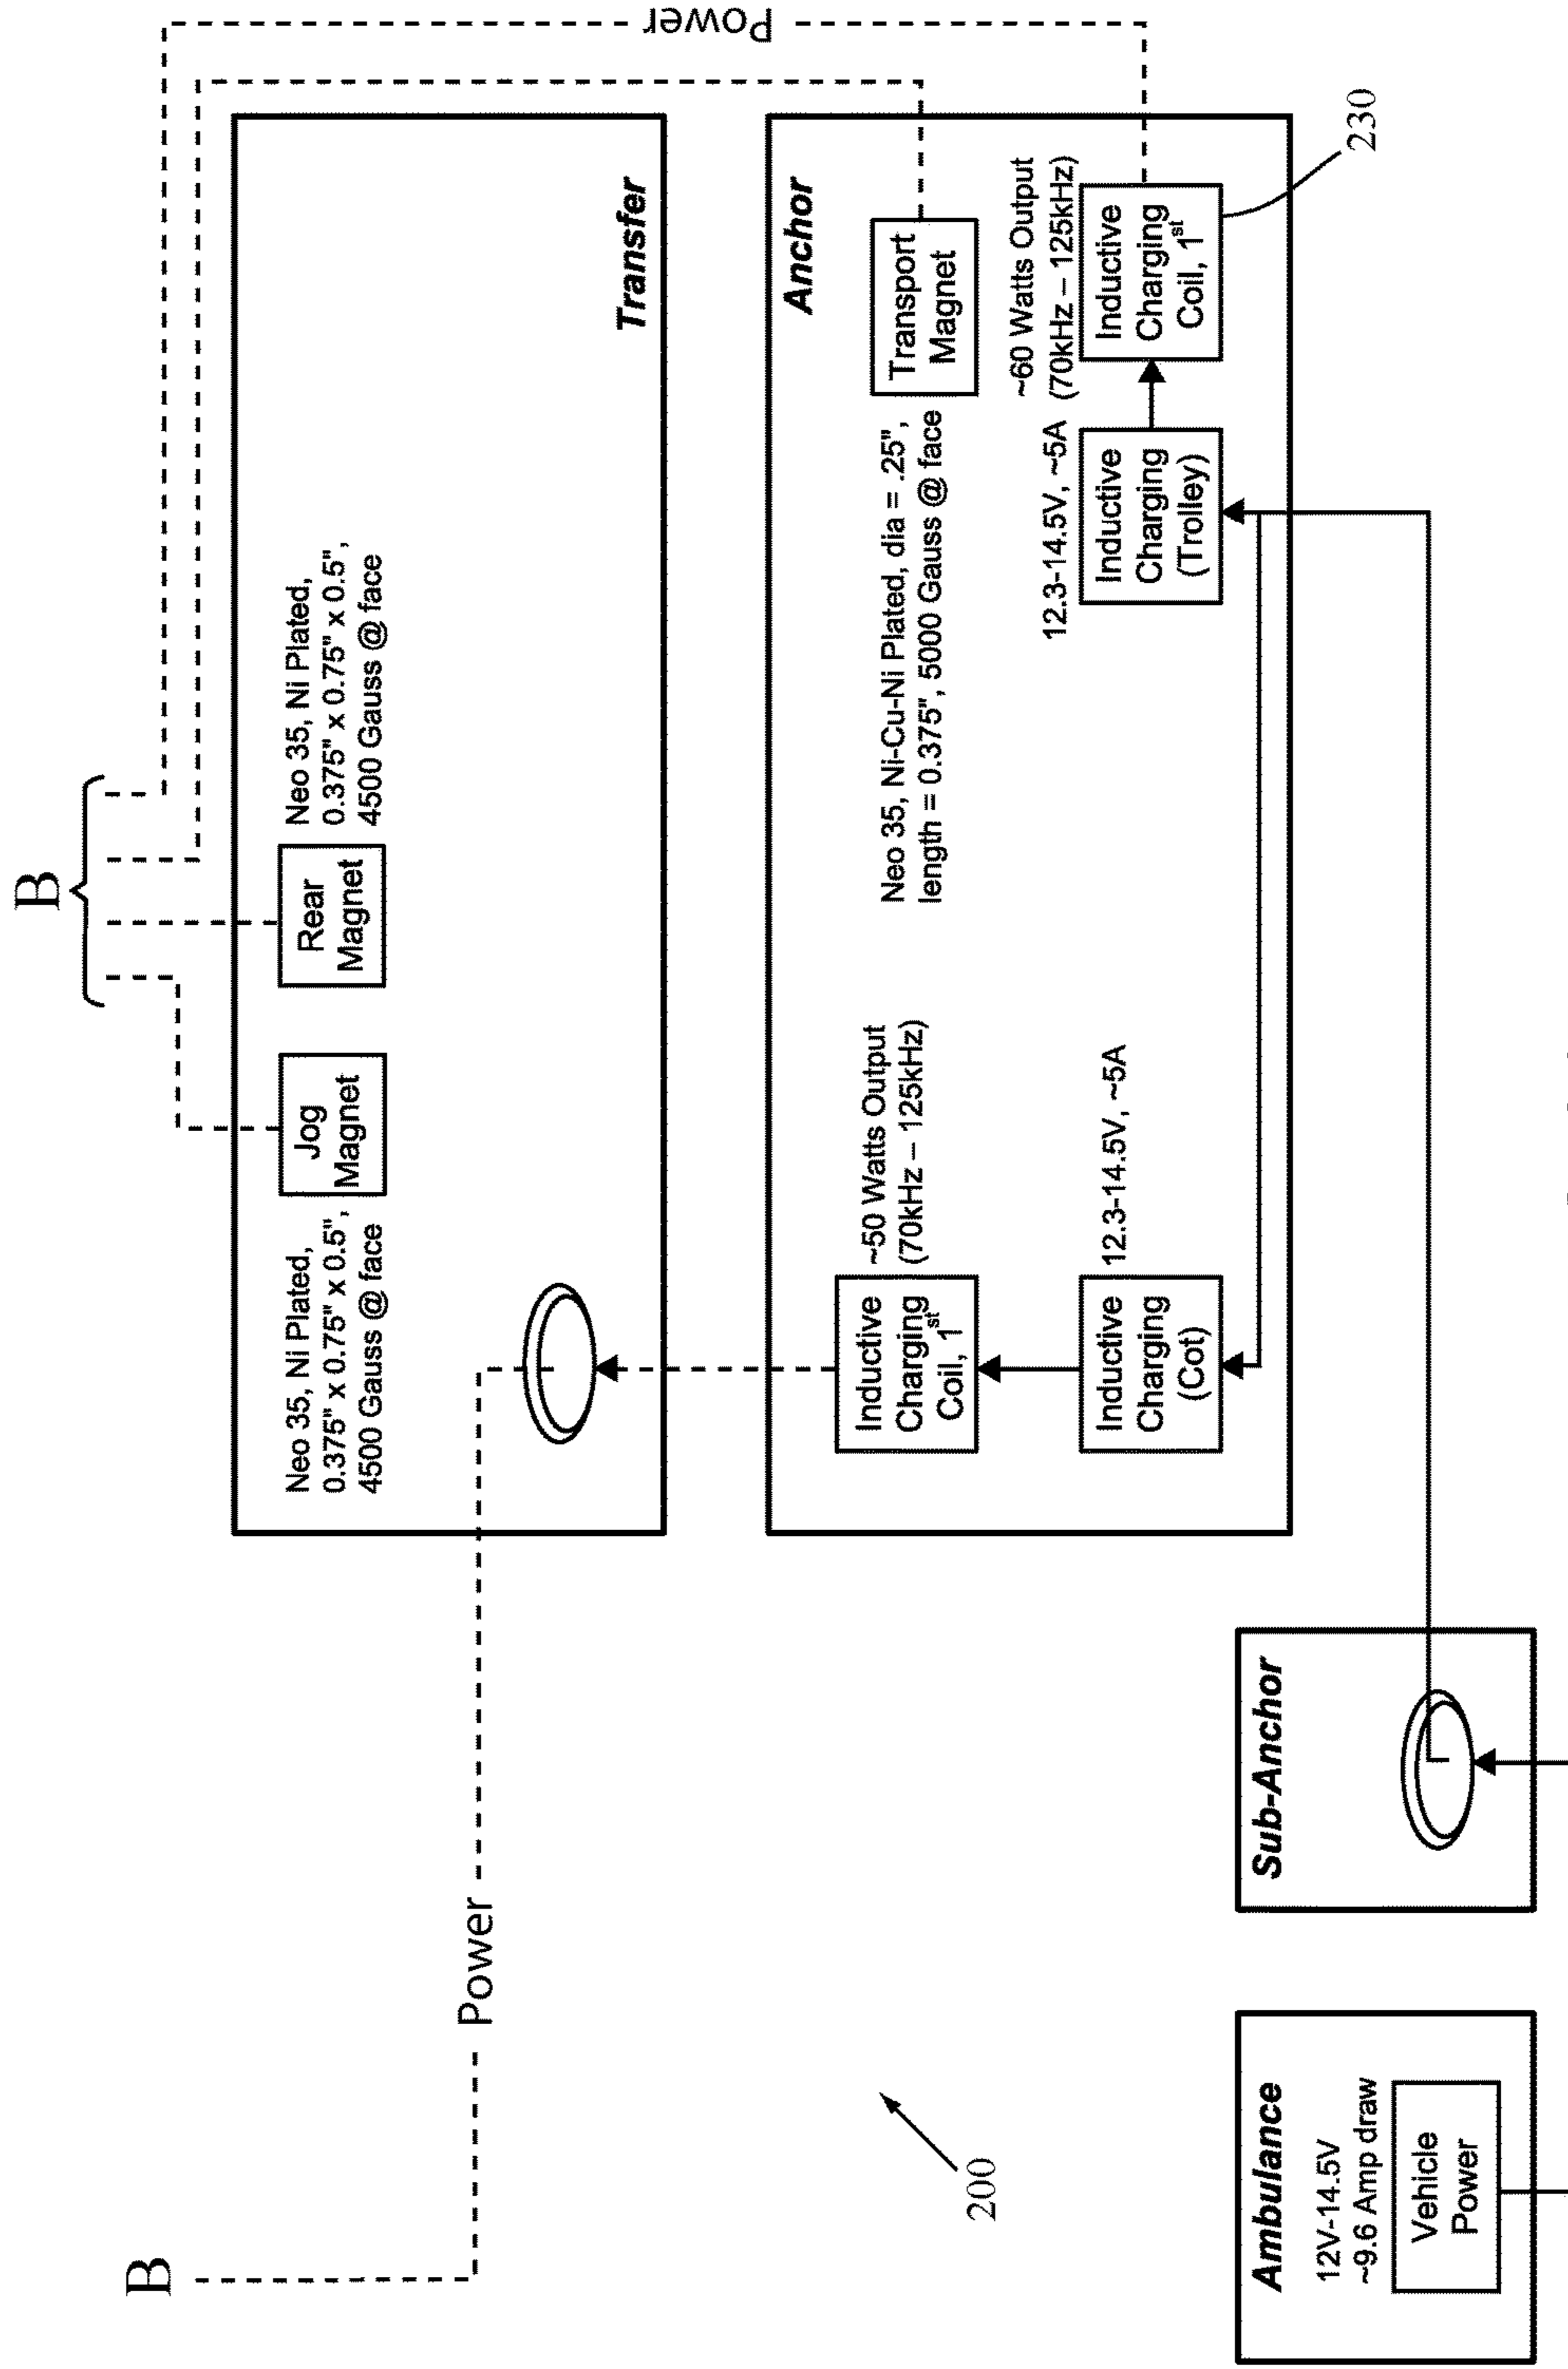 B
B
Power
Power
Neo 35, Ni Plated,
0.375" x 0.75" x 0.5",
4500 Gauss @ face
Jog
Magnet
Rear
Magnet
Neo 35, Ni Plated,
0.375" x 0.75" x 0.5",
4500 Gauss @ face
Transfer
Anchor
Inductive
Charging
Coil, 1st
~50 Watts Output
(70kHz – 125kHz)
Neo 35, Ni-Cu-Ni Plated, dia = .25",
length = 0.375", 5000 Gauss @ face
Transport
Magnet
Inductive
Charging
(Cot)
12.3-14.5V, ~5A
12.3-14.5V, ~5A
Inductive
Charging
(Trolley)
~60 Watts Output
(70kHz – 125kHz)
Inductive
Charging
Coil, 1st
230
200
Ambulance
12V-14.5V
~9.6 Amp draw
Vehicle
Power
Sub-Anchor